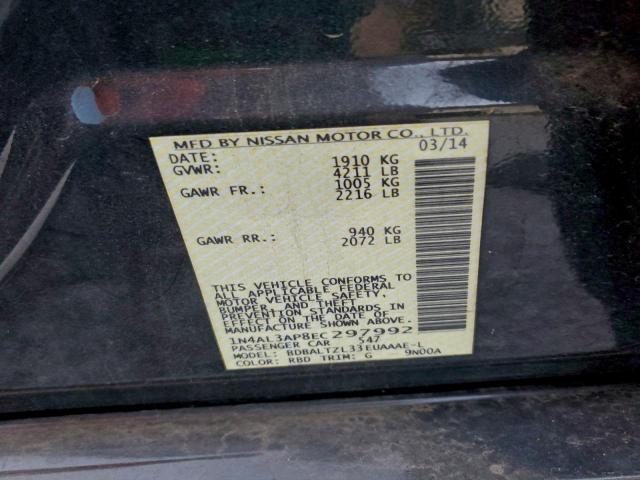 MFD BY NISSAN MOTOR CO., LTD.
DATE: 03/14
GVWR: 1910 KG
4211 LB
GAWR FR.: 1005 KG
2216 LB
GAWR RR.: 940 KG
2072 LB
THIS VEHICLE CONFORMS TO
ALL APPLICABLE FEDERAL
MOTOR VEHICLE SAFETY,
BUMPER, AND THEFT
PREVENTION STANDARDS IN
EFFECT ON THE DATE OF
MANUFACTURE SHOWN ABOVE.
1N4AL3AP8EC297992
PASSENGER CAR 547
MODEL: BDBALTZL33EUAAAE-L
COLOR: RBD TRIM: G 9N00A